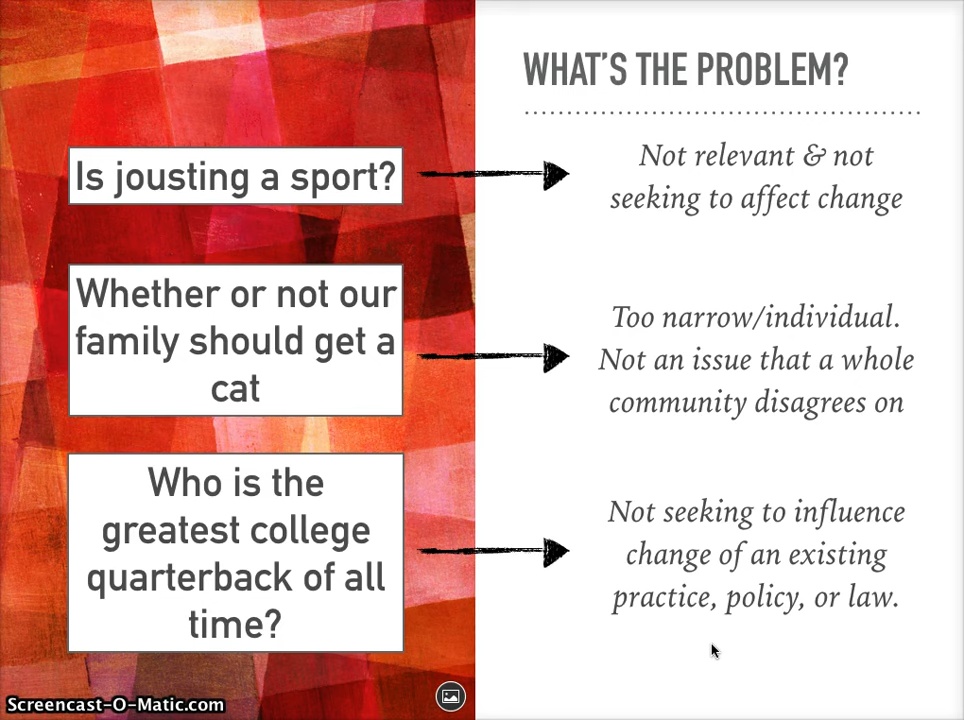 WHAT'S THE PROBLEM?
Is jousting a sport?
Not relevant & not
seeking to affect change
Whether or not our
family should get a
cat
Too narrow/individual.
Not an issue that a whole
community disagrees on
Who is the
greatest college
quarterback of all
time?
Not seeking to influence
change of an existing
practice, policy, or law.
Screencast-O-Matic.com